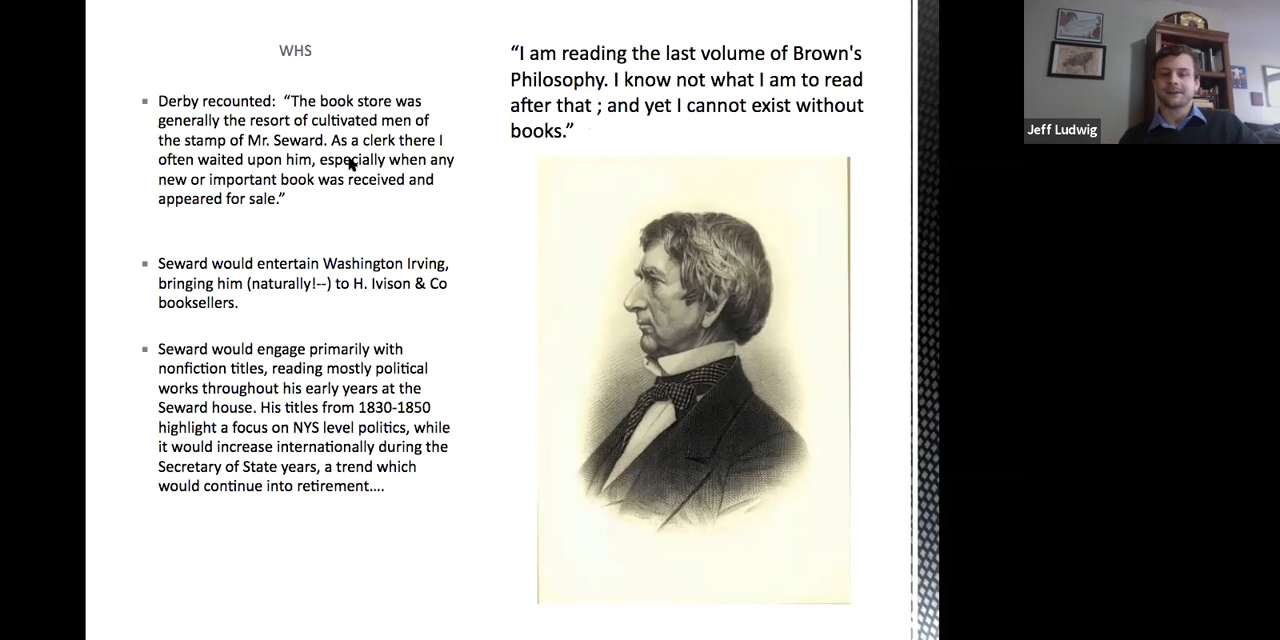 WHS
Derby recounted: “The book store was
generally the resort of cultivated men of
the stamp of Mr. Seward. As a clerk there I
often waited upon him, especially when any
new or important book was received and
appeared for sale.”
Seward would entertain Washington Irving,
bringing him (naturally!--) to H. Ivison & Co
booksellers.
Seward would engage primarily with
nonfiction titles, reading mostly political
works throughout his early years at the
Seward house. His titles from 1830-1850
highlight a focus on NYS level politics, while
it would increase internationally during the
Secretary of State years, a trend which
would continue into retirement....
“I am reading the last volume of Brown's
Philosophy. I know not what I am to read
after that ; and yet I cannot exist without
books.”
Jeff Ludwig